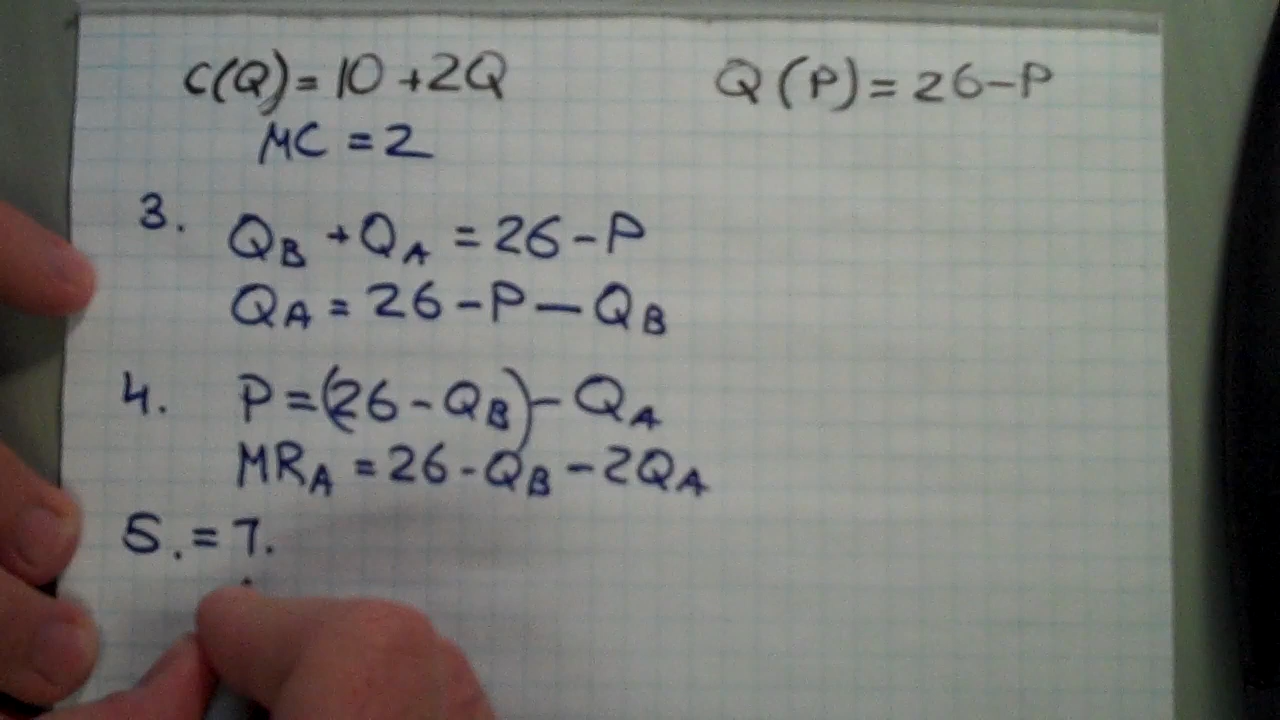 C(Q) = 10 + 2Q
Q(P) = 26 - P
MC = 2
3. Q_B + Q_A = 26 - P
Q_A = 26 - P - Q_B
4. P = (26 - Q_B) - Q_A
MR_A = 26 - Q_B - 2Q_A
5. = 7.